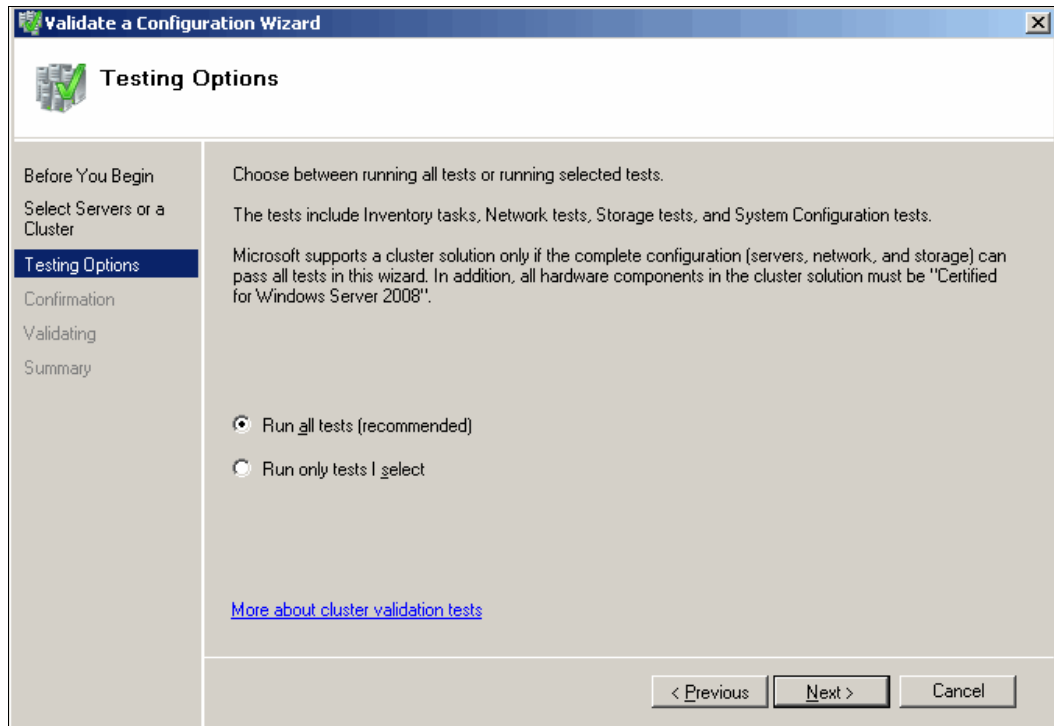 Validate a Configuration Wizard
Testing Options
Before You Begin
Select Servers or a
Cluster
Testing Options
Confirmation
Validating
Summary
Choose between running all tests or running selected tests.
The tests include Inventory tasks, Network tests, Storage tests, and System Configuration tests.
Microsoft supports a cluster solution only if the complete configuration (servers, network, and storage) can
pass all tests in this wizard. In addition, all hardware components in the cluster solution must be "Certified
for Windows Server 2008".
Run all tests (recommended)
Run only tests I select
More about cluster validation tests
< Previous
Next >
Cancel